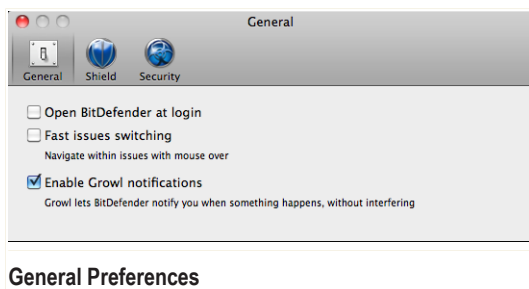 General
General Shield Security
Open BitDefender at login
Fast issues switching
Navigate within issues with mouse over
Enable Growl notifications
Growl lets BitDefender notify you when something happens, without interfering
General Preferences